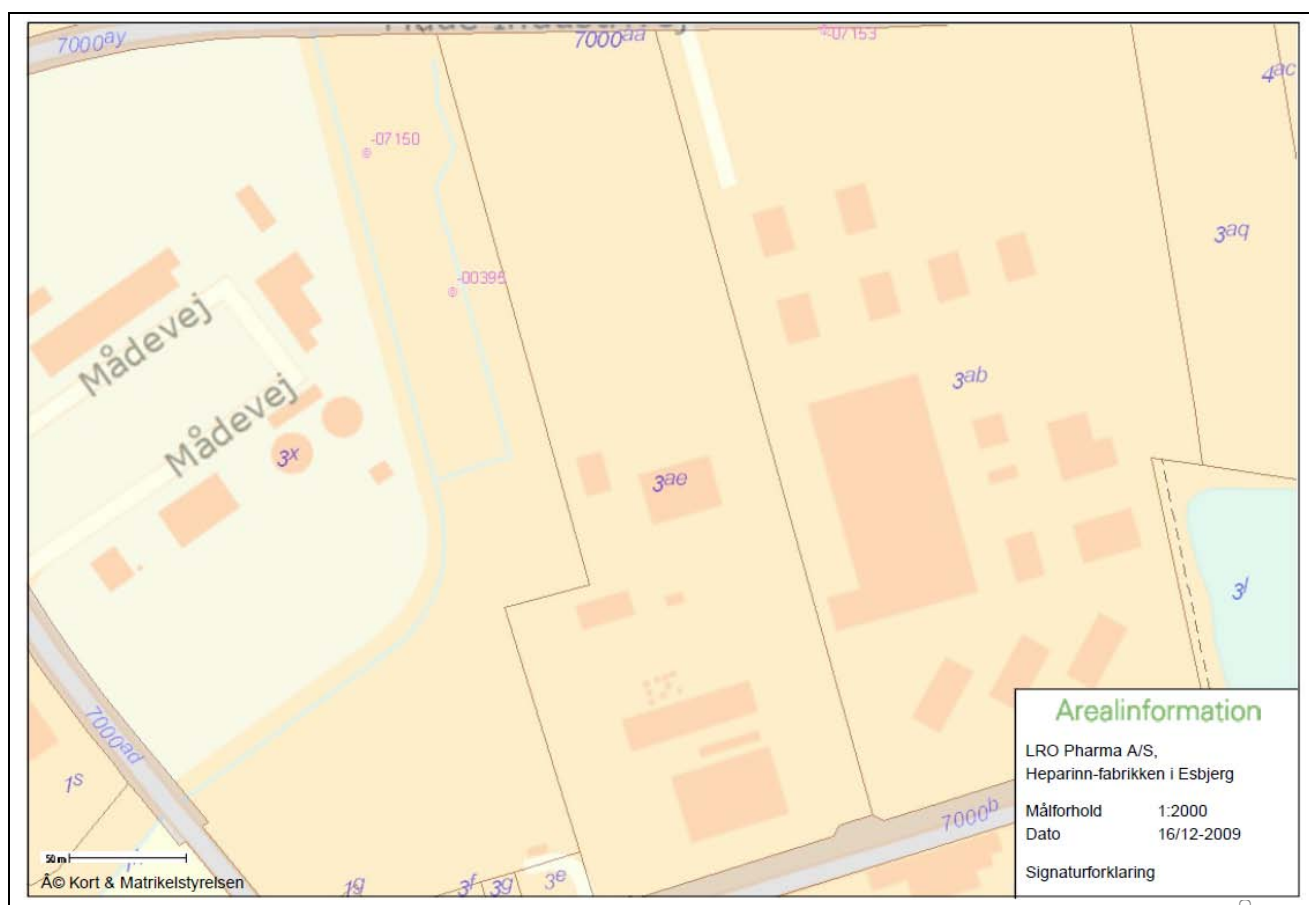 7000ay
7000aa
-07153
4ac
-07150
3aq
-00395
Mådevej
3ab
Mådevej
3x
3ae
3l
7000ad
1s
7000b
Arealinformation
LRO Pharma A/S,
Heparinn-fabrikken i Esbjerg
Målforhold 1:2000
Dato 16/12-2009
Signaturforklaring
50 m
Â© Kort & Matrikelstyrelsen
1g
3f
3g
3e